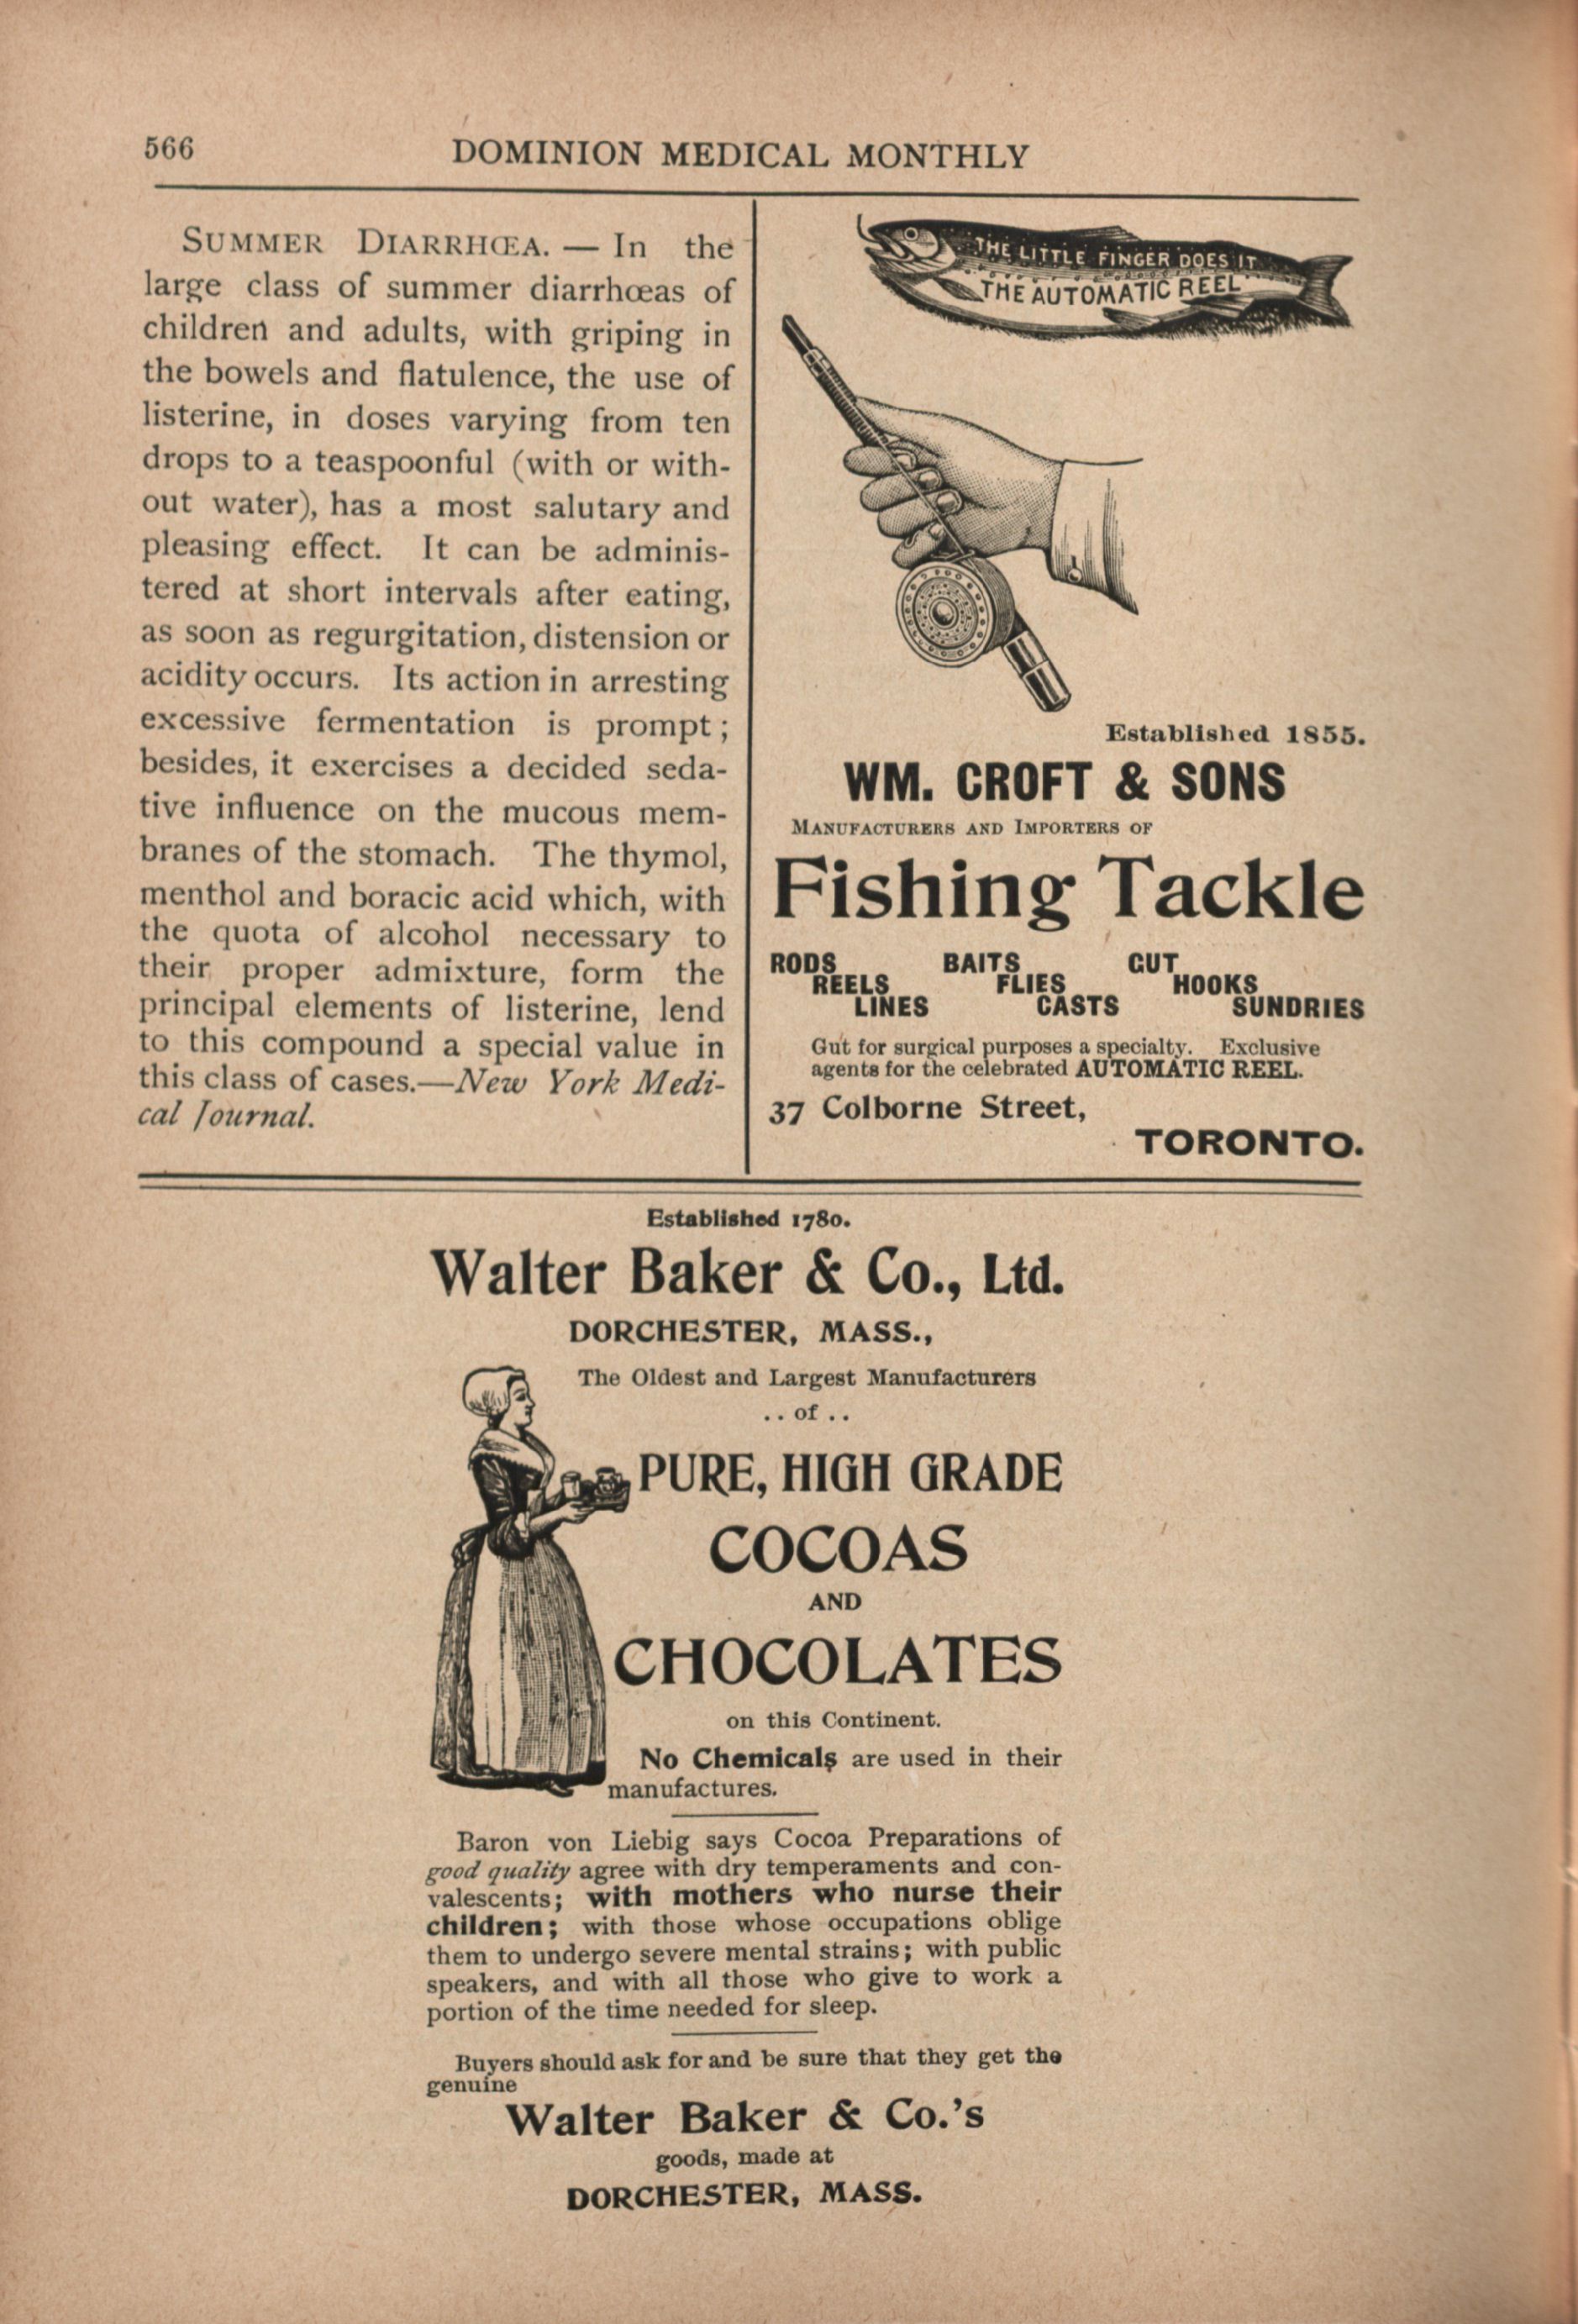 566
DOMINION MEDICAL MONTHLY
SUMMER DIARRHŒA. — In the
large class of summer diarrhœas of
children and adults, with griping in
the bowels and flatulence, the use of
listerine, in doses varying from ten
drops to a teaspoonful (with or with-
out water), has a most salutary and
pleasing effect. It can be adminis-
tered at short intervals after eating,
as soon as regurgitation, distension or
acidity occurs. Its action in arresting
excessive fermentation is prompt;
besides, it exercises a decided seda-
tive influence on the mucous mem-
branes of the stomach. The thymol,
menthol and boracic acid which, with
the quota of alcohol necessary to
their proper admixture, form the
principal elements of listerine, lend
to this compound a special value in
this class of cases.—New York Medi-
cal Journal.
THE LITTLE FINGER DOES IT
THE AUTOMATIC REEL
Established 1855.
WM. CROFT & SONS
MANUFACTURERS AND IMPORTERS OF
Fishing Tackle
RODS BAITS GUT
REELS FLIES HOOKS
LINES CASTS SUNDRIES
Gut for surgical purposes a specialty. Exclusive
agents for the celebrated AUTOMATIC REEL.
37 Colborne Street,
TORONTO.
Established 1780.
Walter Baker & Co., Ltd.
DORCHESTER, MASS.,
The Oldest and Largest Manufacturers
. . of . .
PURE, HIGH GRADE
COCOAS
AND
CHOCOLATES
on this Continent.
No Chemicals are used in their
manufactures.
Baron von Liebig says Cocoa Preparations of
good quality agree with dry temperaments and con-
valescents; with mothers who nurse their
children; with those whose occupations oblige
them to undergo severe mental strains; with public
speakers, and with all those who give to work a
portion of the time needed for sleep.
Buyers should ask for and be sure that they get the
genuine
Walter Baker & Co.'s
goods, made at
DORCHESTER, MASS.